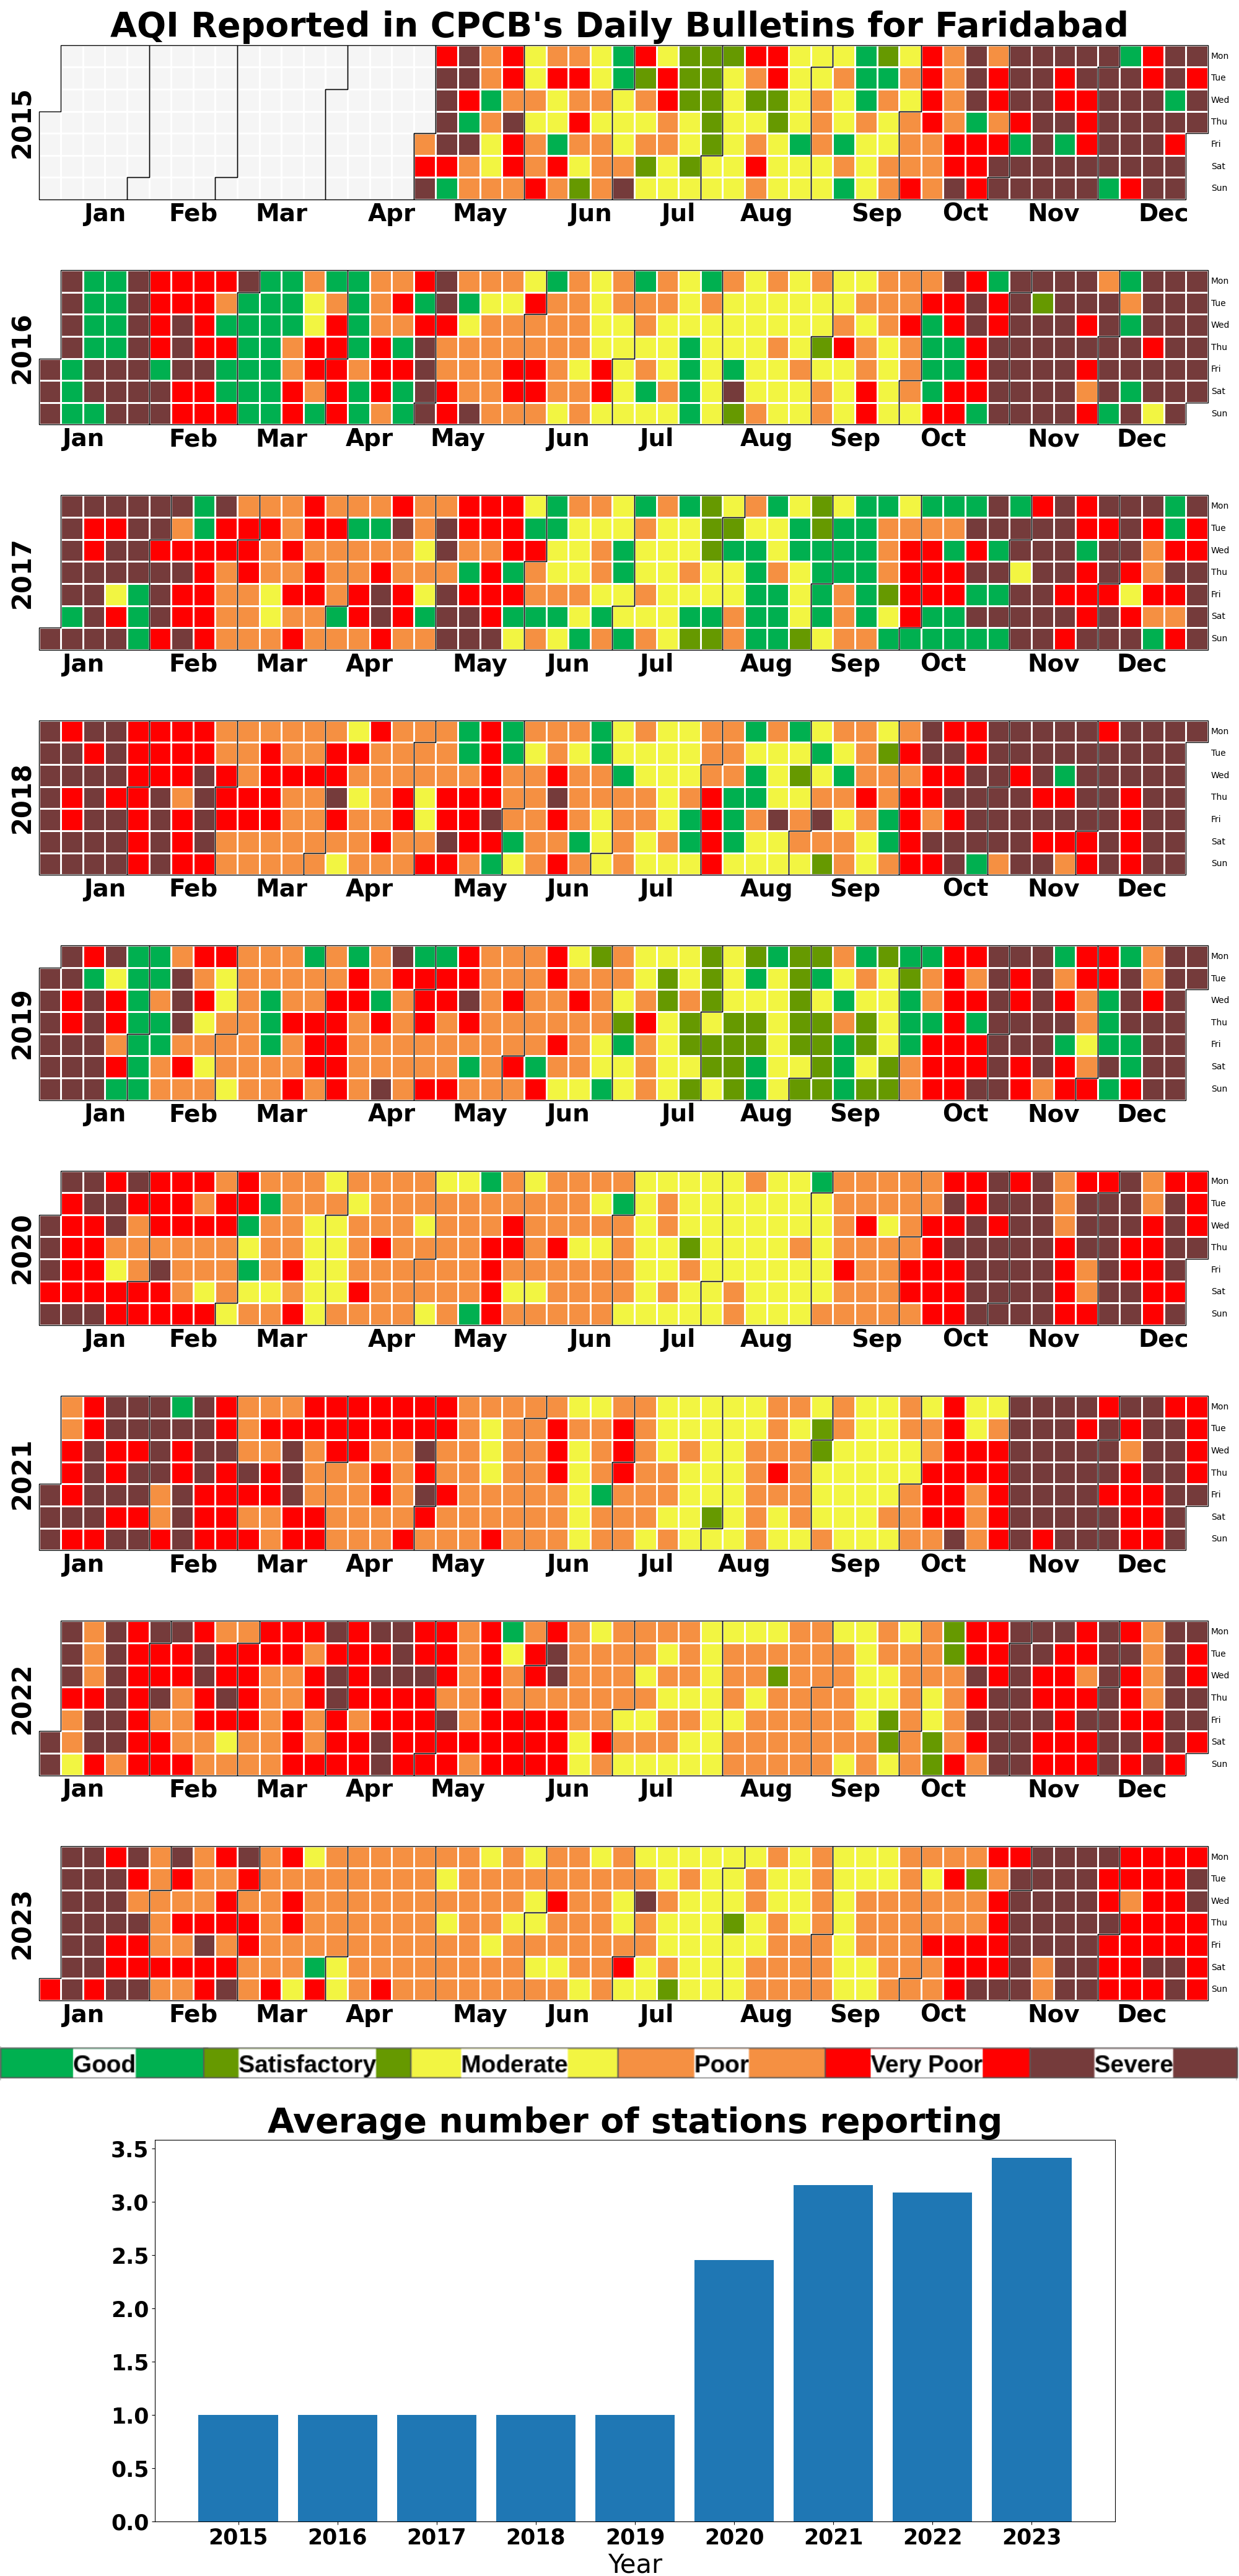 AQI Reported in CPCB's Daily Bulletins for Faridabad
2015
Mon
Tue
Wed
Thu
Fri
Sat
Sun
Jan Feb Mar Apr May Jun Jul Aug Sep Oct Nov Dec
2016
Mon
Tue
Wed
Thu
Fri
Sat
Sun
Jan Feb Mar Apr May Jun Jul Aug Sep Oct Nov Dec
2017
Mon
Tue
Wed
Thu
Fri
Sat
Sun
Jan Feb Mar Apr May Jun Jul Aug Sep Oct Nov Dec
2018
Mon
Tue
Wed
Thu
Fri
Sat
Sun
Jan Feb Mar Apr May Jun Jul Aug Sep Oct Nov Dec
2019
Mon
Tue
Wed
Thu
Fri
Sat
Sun
Jan Feb Mar Apr May Jun Jul Aug Sep Oct Nov Dec
2020
Mon
Tue
Wed
Thu
Fri
Sat
Sun
Jan Feb Mar Apr May Jun Jul Aug Sep Oct Nov Dec
2021
Mon
Tue
Wed
Thu
Fri
Sat
Sun
Jan Feb Mar Apr May Jun Jul Aug Sep Oct Nov Dec
2022
Mon
Tue
Wed
Thu
Fri
Sat
Sun
Jan Feb Mar Apr May Jun Jul Aug Sep Oct Nov Dec
2023
Mon
Tue
Wed
Thu
Fri
Sat
Sun
Jan Feb Mar Apr May Jun Jul Aug Sep Oct Nov Dec
Good Satisfactory Moderate Poor Very Poor Severe
Average number of stations reporting
3.5
3.0
2.5
2.0
1.5
1.0
0.5
0.0
2015 2016 2017 2018 2019 2020 2021 2022 2023
Year